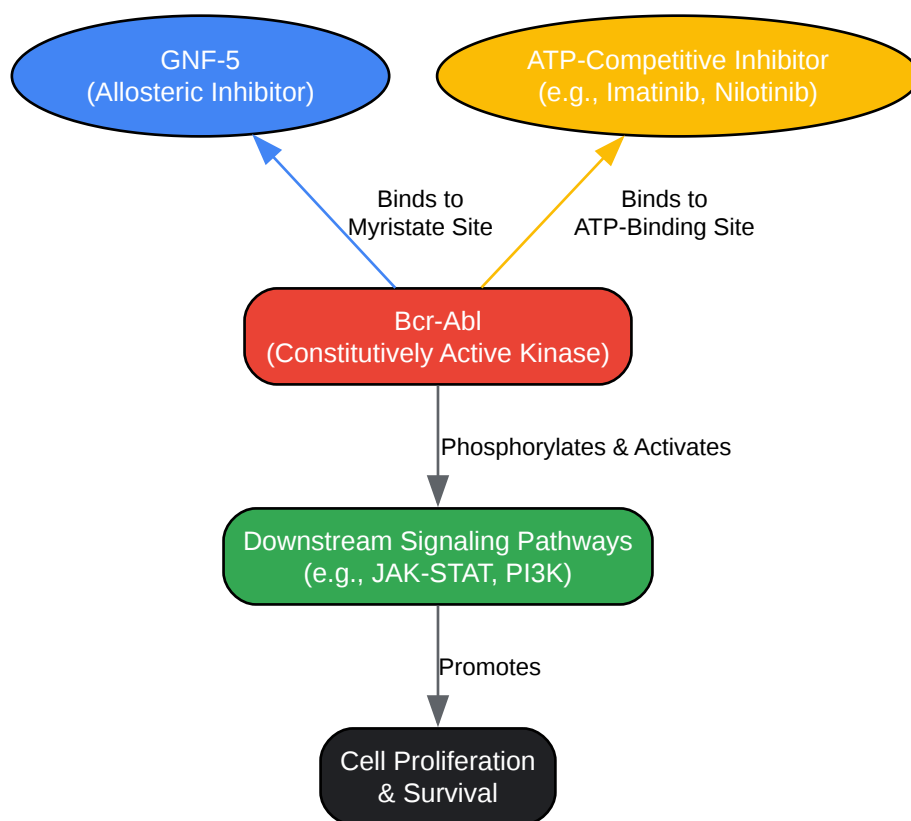 GNF-5
(Allosteric Inhibitor)
ATP-Competitive Inhibitor
(e.g., Imatinib, Nilotinib)
Binds to
Myristate Site
Binds to
ATP-Binding Site
Bcr-Abl
(Constitutively Active Kinase)
Phosphorylates & Activates
Downstream Signaling Pathways
(e.g., JAK-STAT, PI3K)
Promotes
Cell Proliferation
& Survival